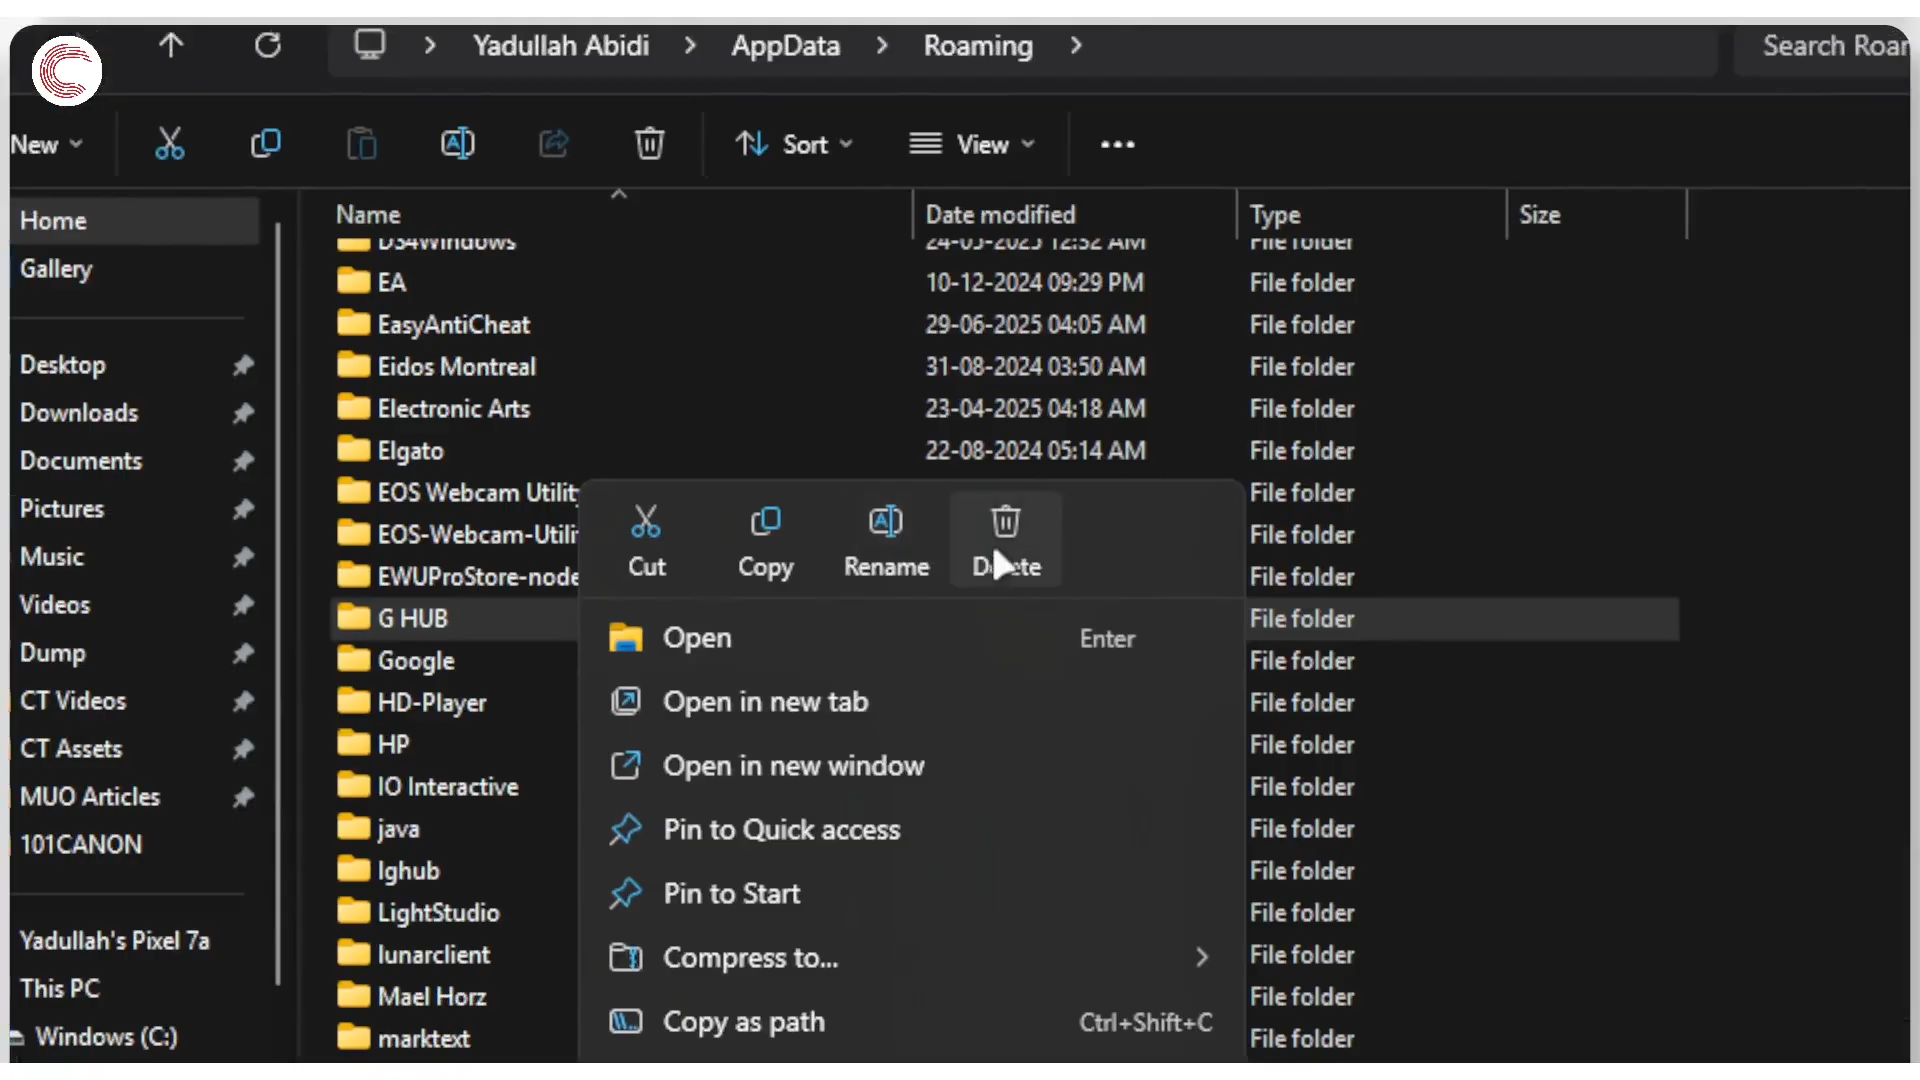 Yadullah Abidi > AppData > Roaming >
Search Roar
New
Sort
View
Name
Date modified
Type
Size
Home
Gallery
Desktop
Downloads
Documents
Pictures
Music
Videos
Dump
CT Videos
CT Assets
MUO Articles
101CANON
Yadullah's Pixel 7a
This PC
Windows (C:)
DS4Windows 24-05-2025 12:52 AM File folder
EA 10-12-2024 09:29 PM File folder
EasyAntiCheat 29-06-2025 04:05 AM File folder
Eidos Montreal 31-08-2024 03:50 AM File folder
Electronic Arts 23-04-2025 04:18 AM File folder
Elgato 22-08-2024 05:14 AM File folder
EOS Webcam Utility File folder
EOS-Webcam-Utili File folder
EWUProStore-node File folder
G HUB File folder
Google File folder
HD-Player File folder
HP File folder
IO Interactive File folder
java File folder
lghub File folder
LightStudio File folder
lunarclient File folder
Mael Horz File folder
marktext File folder
Cut
Copy
Rename
Delete
Open Enter
Open in new tab
Open in new window
Pin to Quick access
Pin to Start
Compress to...
Copy as path Ctrl+Shift+C